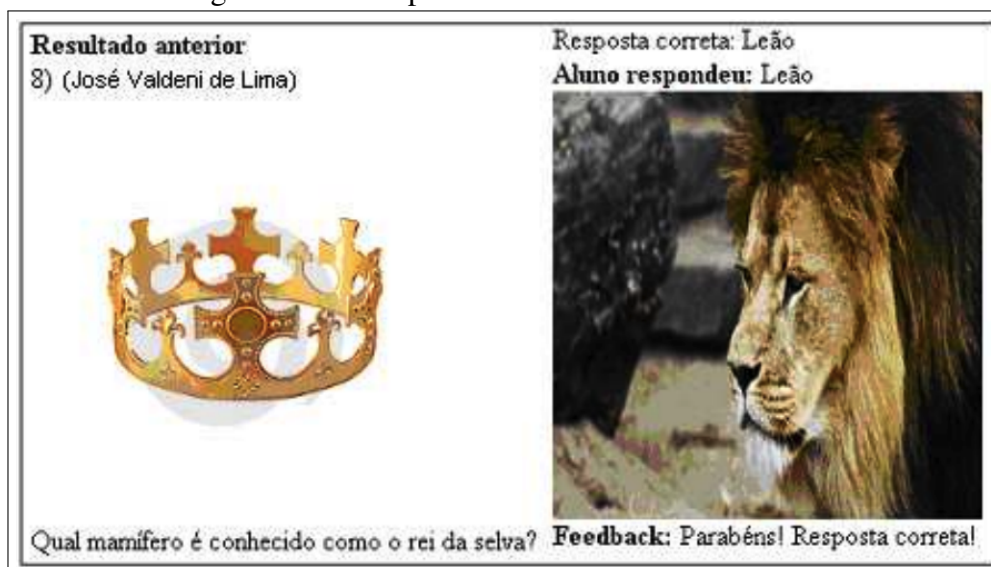 Resultado anterior
8) (José Valdeni de Lima)
Qual mamífero é conhecido como o rei da selva?
Resposta correta: Leão
Aluno respondeu: Leão
Feedback: Parabéns! Resposta correta!